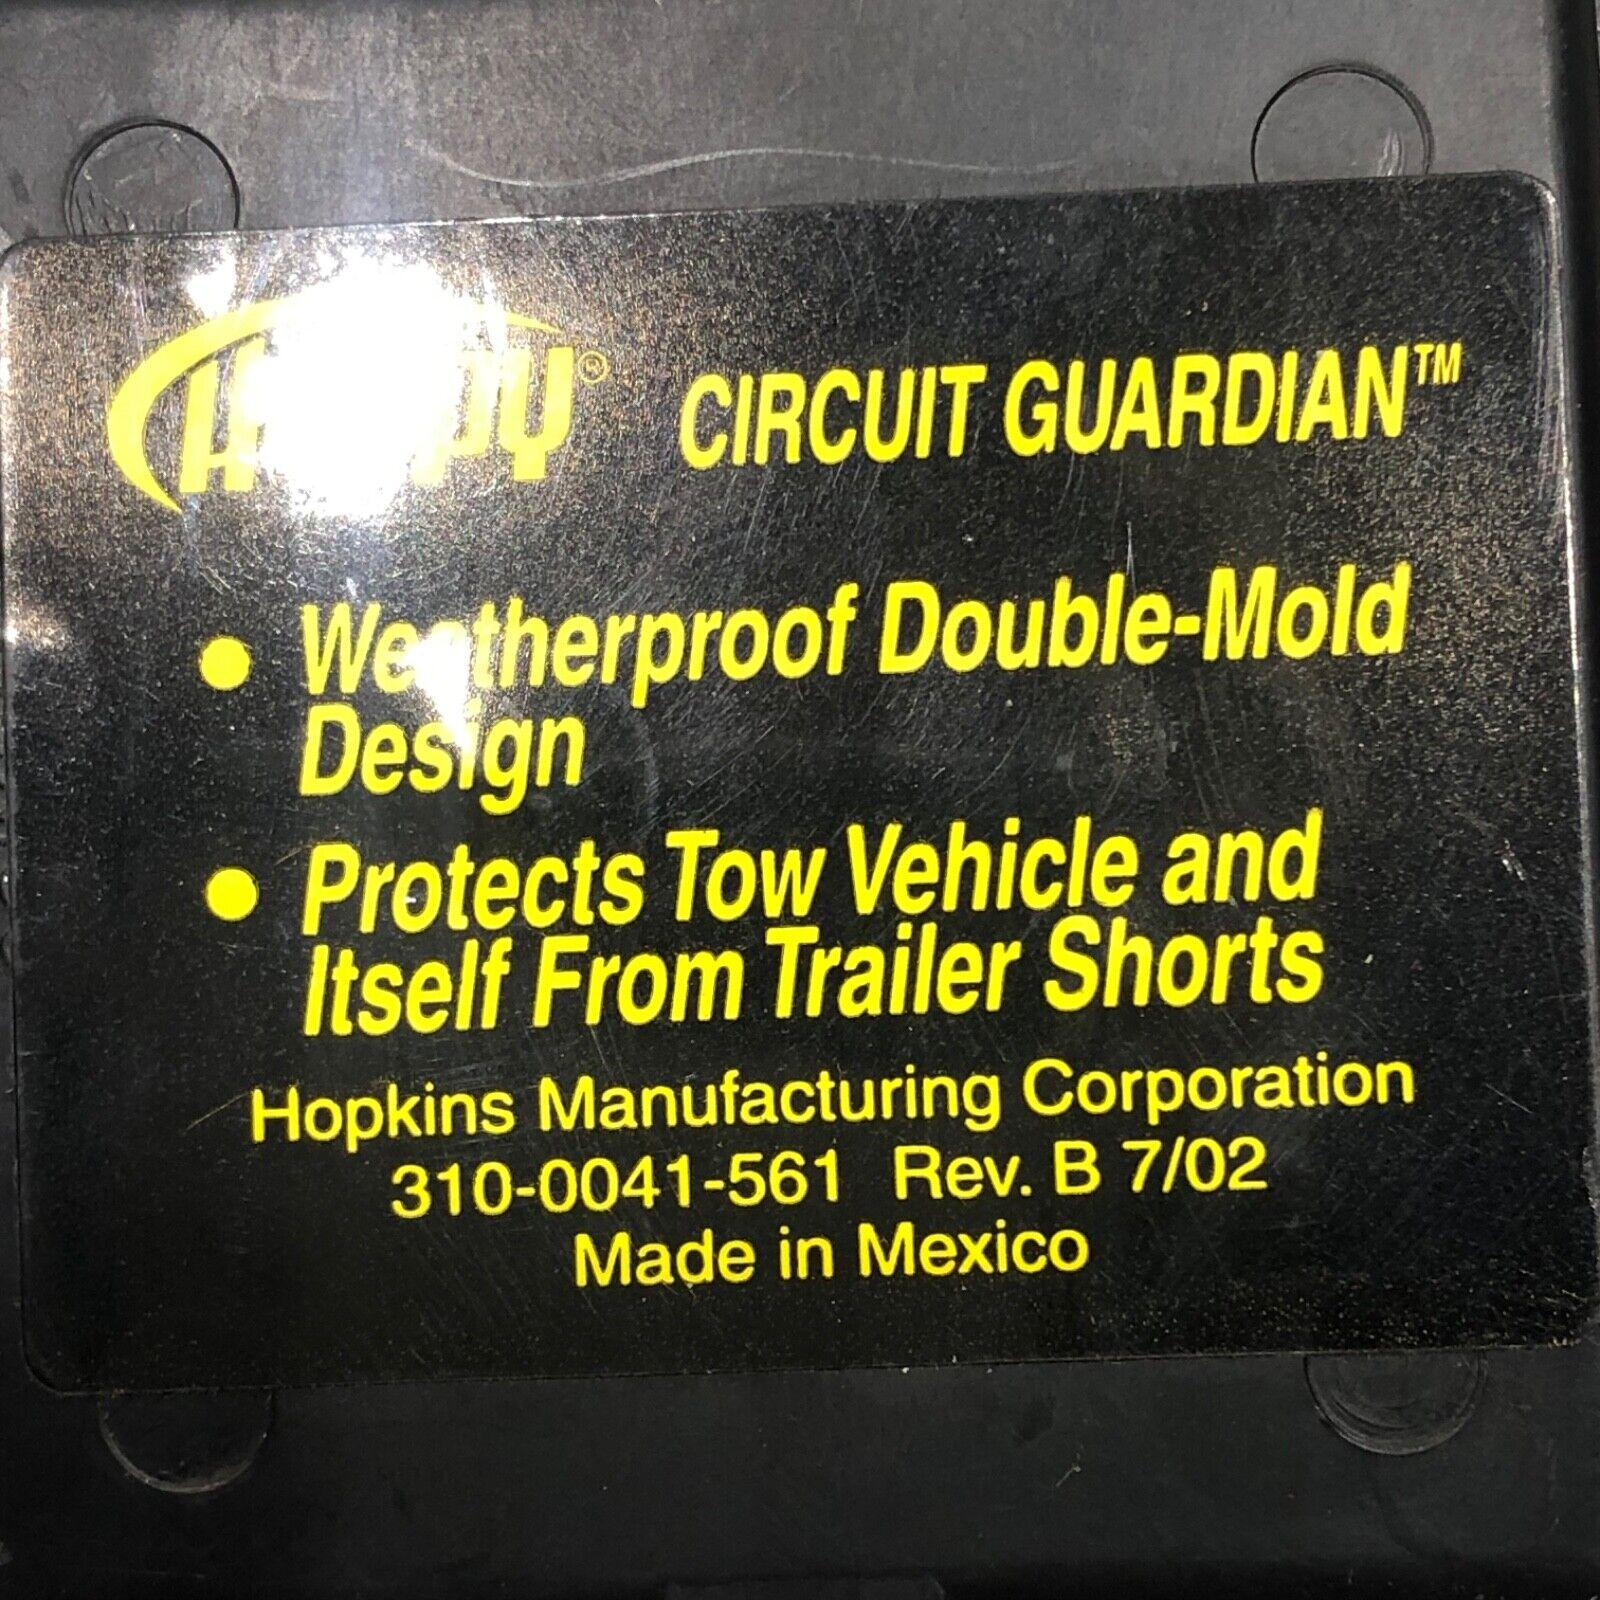 Hoppy® CIRCUIT GUARDIAN™
• Weatherproof Double-Mold
Design
• Protects Tow Vehicle and
Itself From Trailer Shorts
Hopkins Manufacturing Corporation
310-0041-561 Rev. B 7/02
Made in Mexico